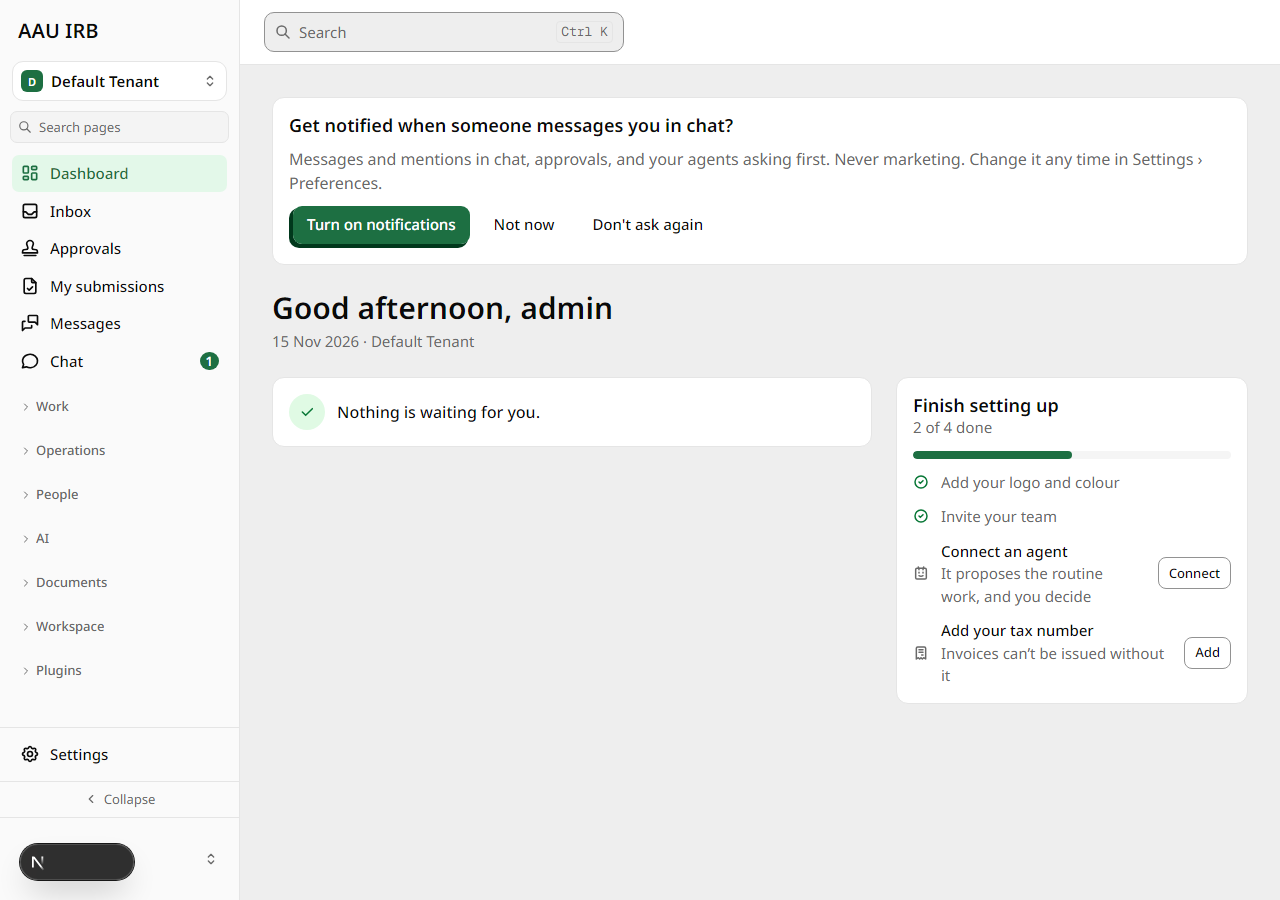 AAU IRB
D Default Tenant
Search pages
Dashboard
Inbox
Approvals
My submissions
Messages
Chat 1
Work
Operations
People
AI
Documents
Workspace
Plugins
Settings
Collapse
N
Search Ctrl K
Get notified when someone messages you in chat?
Messages and mentions in chat, approvals, and your agents asking first. Never marketing. Change it any time in Settings ›
Preferences.
Turn on notifications Not now Don't ask again
Good afternoon, admin
15 Nov 2026 · Default Tenant
Nothing is waiting for you.
Finish setting up
2 of 4 done
Add your logo and colour
Invite your team
Connect an agent
It proposes the routine
work, and you decide
Connect
Add your tax number
Invoices can’t be issued without
it
Add